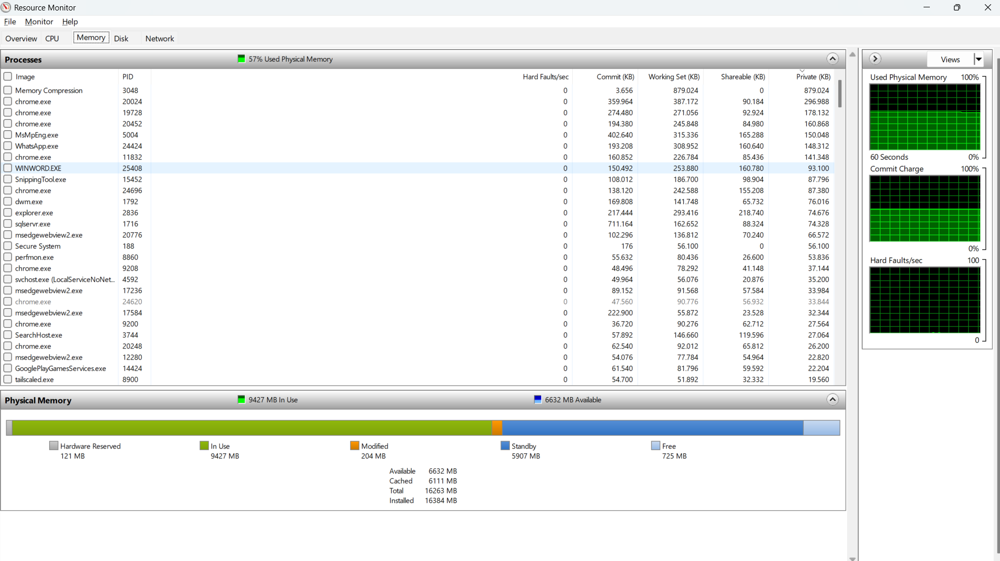 Resource Monitor
File Monitor Help
Overview CPU Memory Disk Network
Processes 57% Used Physical Memory
Image PID Hard Faults/sec Commit (KB) Working Set (KB) Shareable (KB) Private (KB)
Memory Compression 3048 0 3.656 879.024 0 879.024
chrome.exe 20024 0 359.964 387.172 90.184 296.988
chrome.exe 19728 0 274.480 271.056 92.924 178.132
chrome.exe 20452 0 194.380 245.848 84.980 160.868
MsMpEng.exe 5004 0 402.640 315.336 165.288 150.048
WhatsApp.exe 24424 0 193.208 308.952 160.640 148.312
chrome.exe 11832 0 160.852 226.784 85.436 141.348
WINWORD.EXE 25408 0 150.492 253.880 160.780 93.100
SnippingTool.exe 15452 0 108.012 186.700 98.904 87.796
chrome.exe 24696 0 138.120 242.588 155.208 87.380
dwm.exe 1792 0 169.808 141.748 65.732 76.016
explorer.exe 2836 0 217.444 293.416 218.740 74.676
sqlservr.exe 1716 0 711.164 162.652 88.324 74.328
msedgewebview2.exe 20776 0 102.296 136.812 70.240 66.572
Secure System 188 0 176 56.100 0 56.100
perfmon.exe 8860 0 55.632 80.436 26.600 53.836
chrome.exe 9208 0 48.496 78.292 41.148 37.144
svchost.exe (LocalServiceNoNet... 4592 0 49.964 56.076 20.876 35.200
msedgewebview2.exe 17236 0 89.152 91.568 57.584 33.984
chrome.exe 24620 0 47.560 90.776 56.932 33.844
msedgewebview2.exe 17584 0 222.900 55.872 23.528 32.344
chrome.exe 9200 0 36.720 90.276 62.712 27.564
SearchHost.exe 3744 0 57.892 146.660 119.596 27.064
chrome.exe 20248 0 62.540 92.012 65.812 26.200
msedgewebview2.exe 12280 0 54.076 77.784 54.964 22.820
GooglePlayGamesServices.exe 14424 0 61.540 81.796 59.592 22.204
tailscaled.exe 8900 0 54.700 51.892 32.332 19.560
Physical Memory 9427 MB In Use 6632 MB Available
Hardware Reserved In Use Modified Standby Free
121 MB 9427 MB 204 MB 5907 MB 725 MB
Available 6632 MB
Cached 6111 MB
Total 16263 MB
Installed 16384 MB
Views
Used Physical Memory 100%
60 Seconds 0%
Commit Charge 100%
0%
Hard Faults/sec 100
0